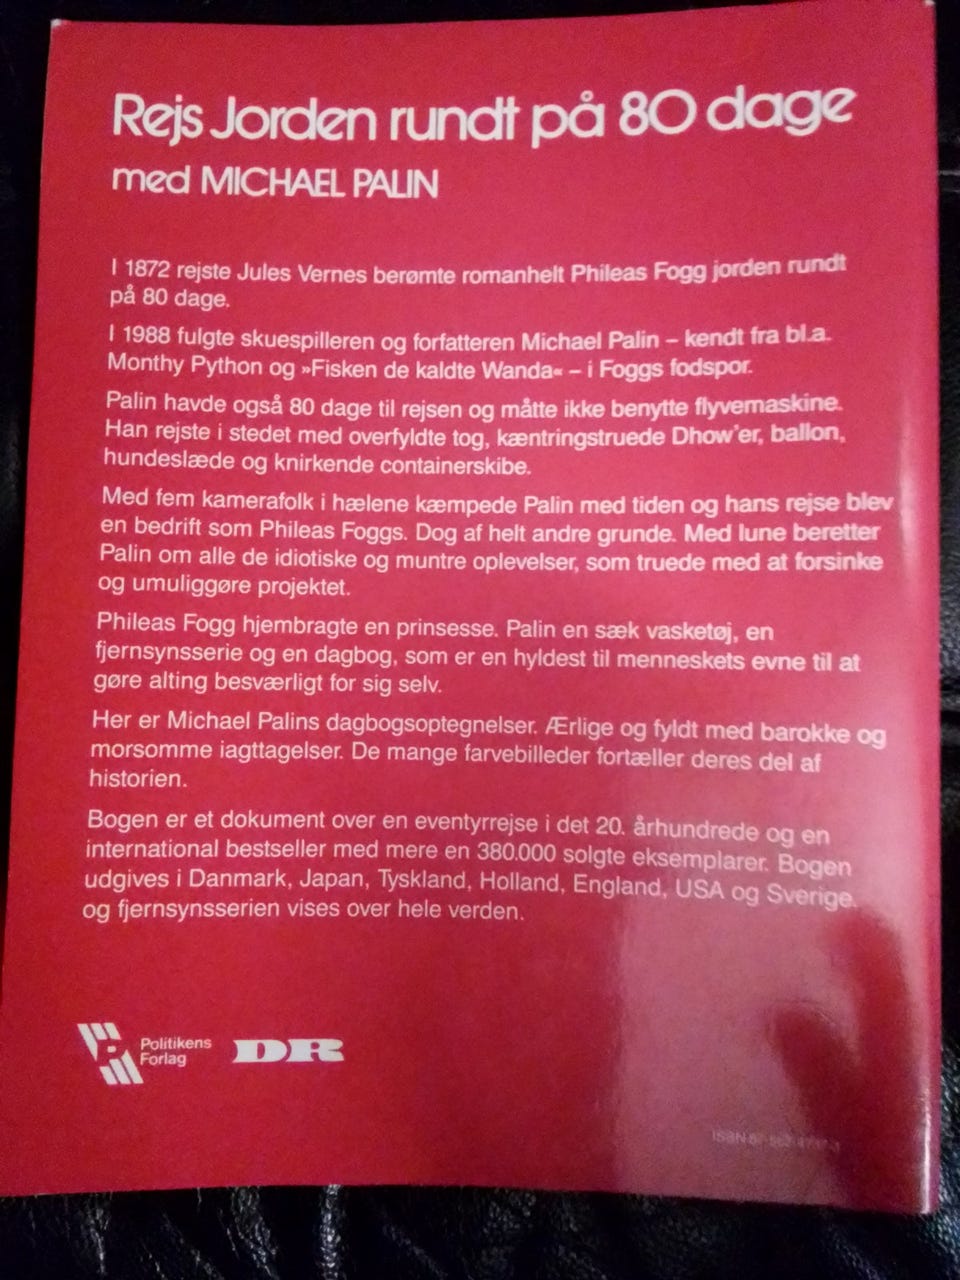 Rejs Jorden rundt på 80 dage
med MICHAEL PALIN
I 1872 rejste Jules Vernes berømte romanhelt Phileas Fogg jorden rundt
på 80 dage.
I 1988 fulgte skuespilleren og forfatteren Michael Palin – kendt fra bl.a.
Monthy Python og »Fisken de kaldte Wanda« – i Foggs fodspor.
Palin havde også 80 dage til rejsen og måtte ikke benytte flyvemaskine.
Han rejste i stedet med overfyldte tog, kæntringstruede Dhow'er, ballon,
hundeslæde og knirkende containerskibe.
Med fem kamerafolk i hælene kæmpede Palin med tiden og hans rejse blev
en bedrift som Phileas Foggs. Dog af helt andre grunde. Med lune beretter
Palin om alle de idiotiske og muntre oplevelser, som truede med at forsinke
og umuliggøre projektet.
Phileas Fogg hjembragte en prinsesse. Palin en sæk vasketøj, en
fjernsynsserie og en dagbog, som er en hyldest til menneskets evne til at
gøre alting besværligt for sig selv.
Her er Michael Palins dagbogsoptegnelser. Ærlige og fyldt med barokke og
morsomme iagttagelser. De mange farvebilleder fortæller deres del af
historien.
Bogen er et dokument over en eventyrrejse i det 20. århundrede og en
international bestseller med mere en 380.000 solgte eksemplarer. Bogen
udgives i Danmark, Japan, Tyskland, Holland, England, USA og Sverige.
og fjernsynsserien vises over hele verden.
P
Politikens
Forlag
DR
ISBN